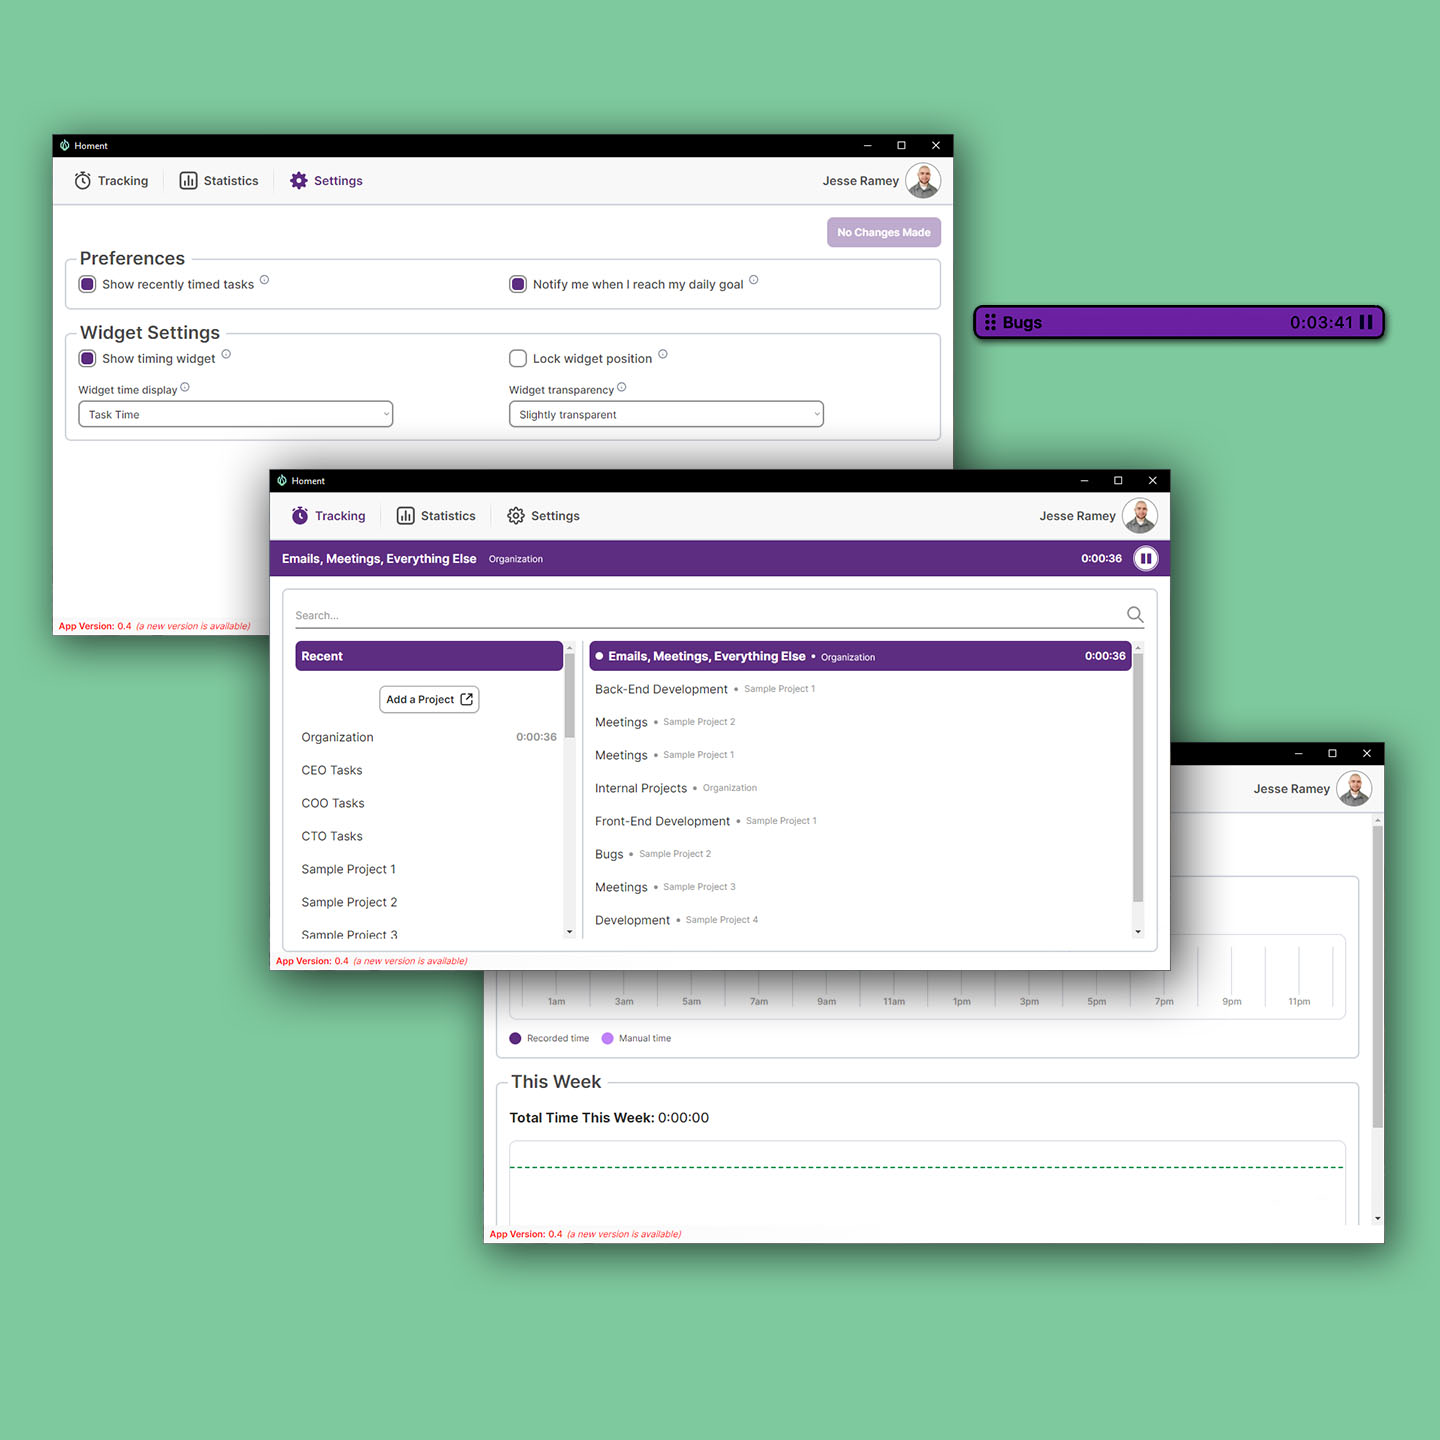 Homent
Tracking Statistics Settings Jesse Ramey
No Changes Made
Preferences
Show recently timed tasks Notify me when I reach my daily goal
Widget Settings
Show timing widget Lock widget position
Widget time display Widget transparency
Task Time Slightly transparent
App Version: 0.4 (a new version is available)
Bugs 0:03:41
Homent
Tracking Statistics Settings Jesse Ramey
Emails, Meetings, Everything Else Organization 0:00:36
Search...
Recent
Add a Project
Organization 0:00:36
CEO Tasks
COO Tasks
CTO Tasks
Sample Project 1
Sample Project 2
Sample Project 3
Emails, Meetings, Everything Else • Organization 0:00:36
Back-End Development • Sample Project 1
Meetings • Sample Project 2
Meetings • Sample Project 1
Internal Projects • Organization
Front-End Development • Sample Project 1
Bugs • Sample Project 2
Meetings • Sample Project 3
Development • Sample Project 4
App Version: 0.4 (a new version is available)
Jesse Ramey
1am 3am 5am 7am 9am 11am 1pm 3pm 5pm 7pm 9pm 11pm
Recorded time Manual time
This Week
Total Time This Week: 0:00:00
App Version: 0.4 (a new version is available)